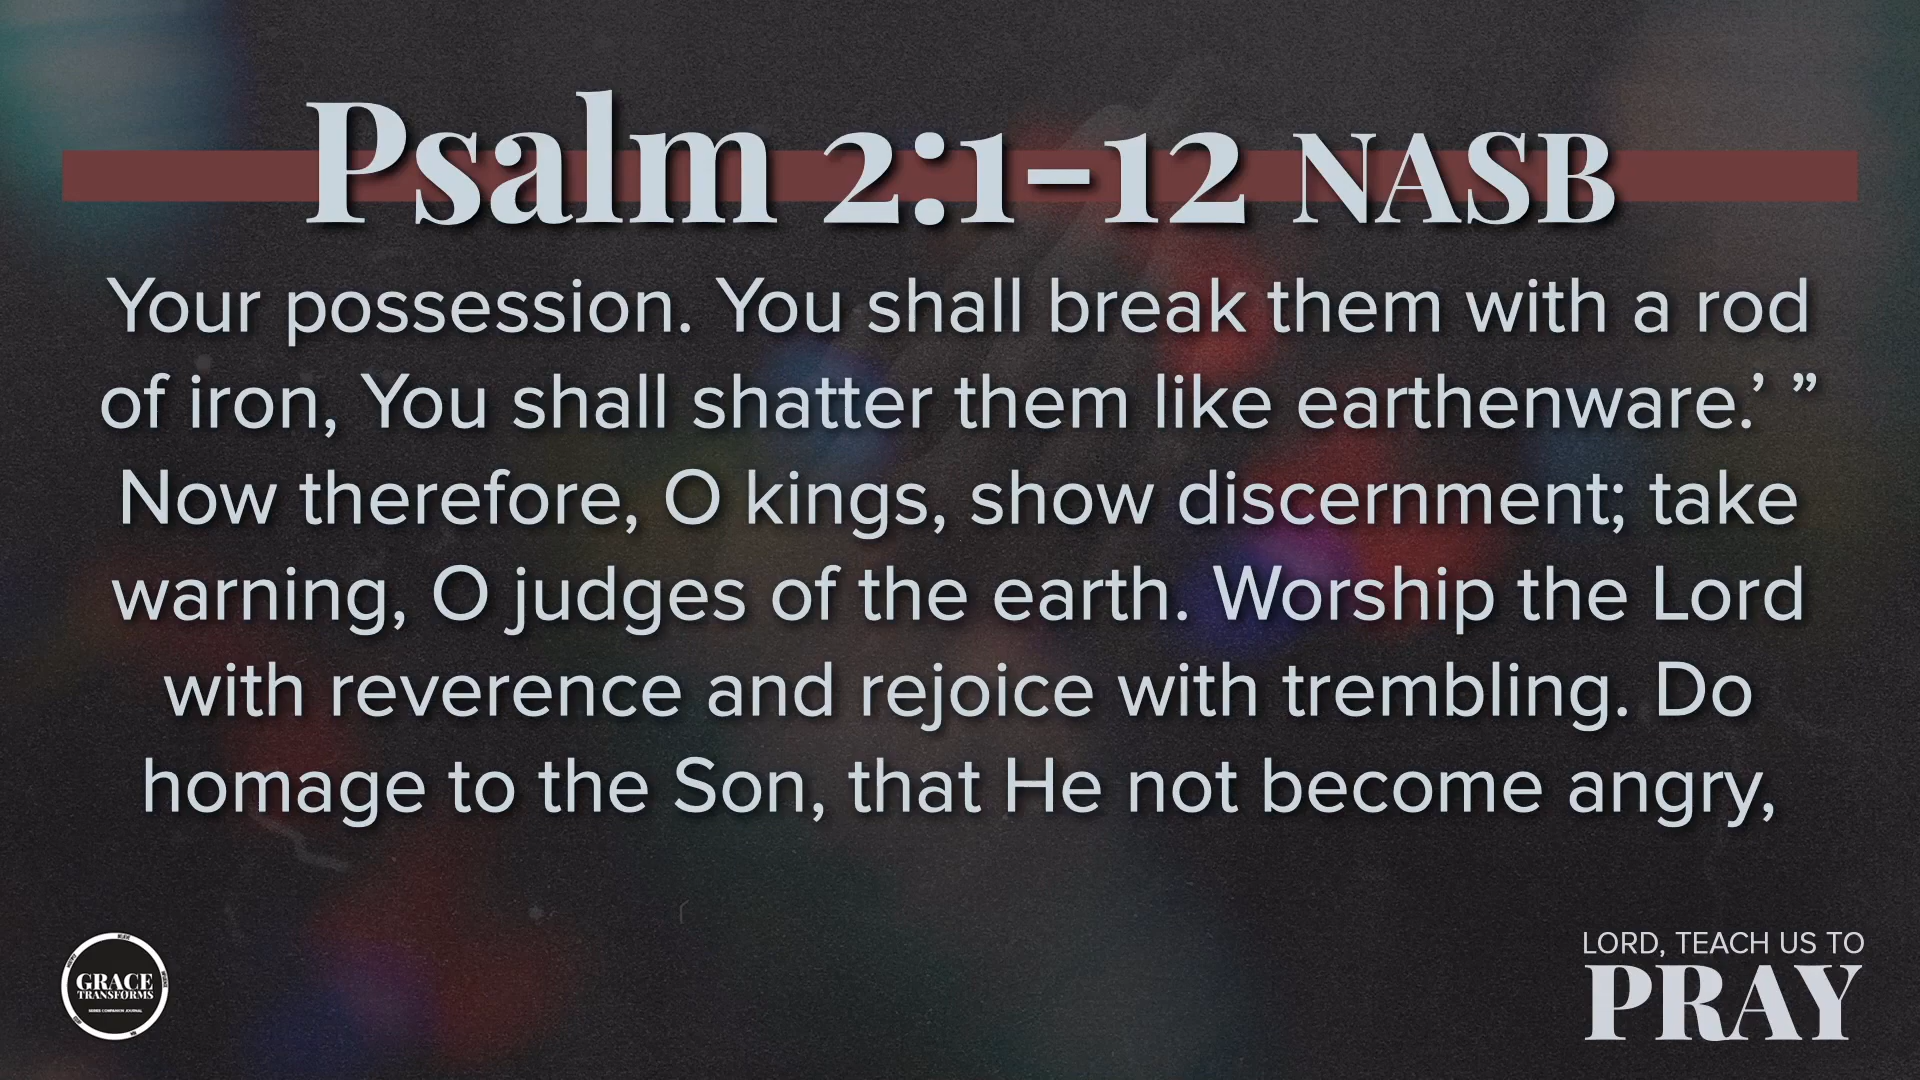 Psalm 2:1-12 NASB
Your possession. You shall break them with a rod
of iron, You shall shatter them like earthenware.’ ”
Now therefore, O kings, show discernment; take
warning, O judges of the earth. Worship the Lord
with reverence and rejoice with trembling. Do
homage to the Son, that He not become angry,
GRACE
TRANSFORMS
SERIES COMPANION JOURNAL
LORD, TEACH US TO
PRAY